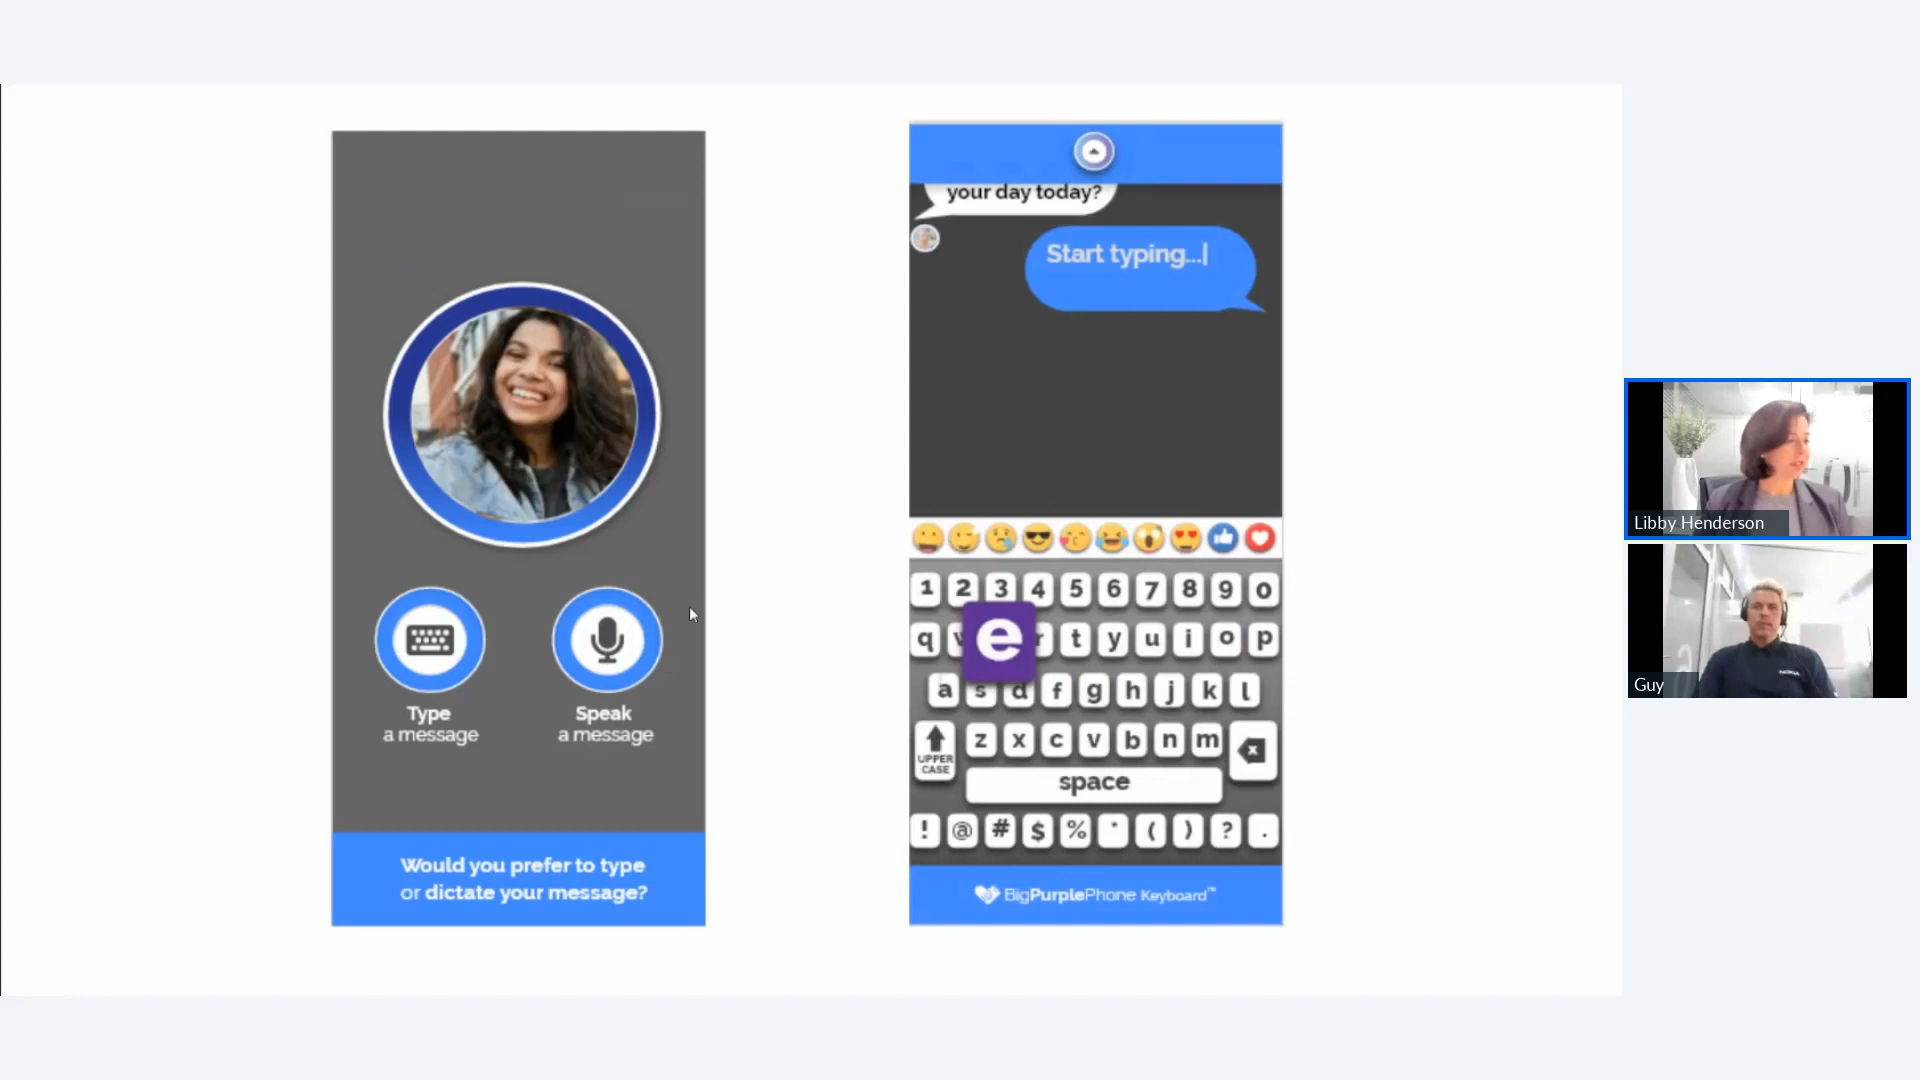 Type
a message
Speak
a message
Would you prefer to type
or dictate your message?
your day today?
Start typing...
1 2 3 4 5 6 7 8 9 0
q e r t y u i o p
a s d f g h j k l
UPPER
CASE
z x c v b n m
space
! @ # $ % * ( ) ? .
BigPurplePhone Keyboard™
Libby Henderson
NOKIA
Guy